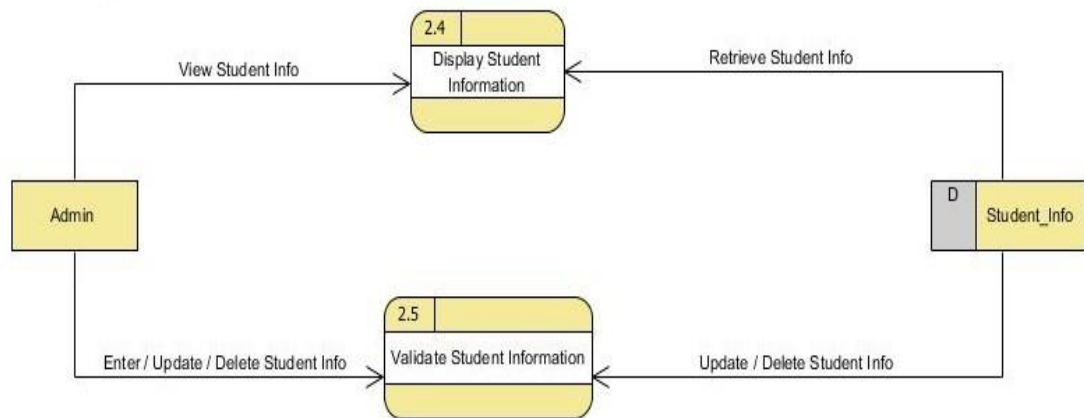 2.4
Display Student
Information
View Student Info
Retrieve Student Info
Admin
D
Student_Info
2.5
Validate Student Information
Enter / Update / Delete Student Info
Update / Delete Student Info